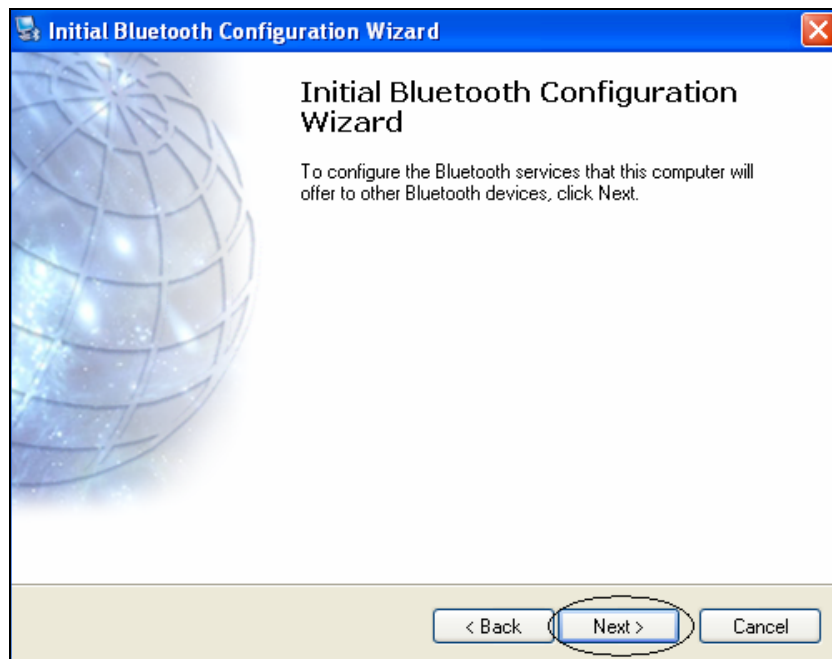 Initial Bluetooth Configuration Wizard
Initial Bluetooth Configuration
Wizard
To configure the Bluetooth services that this computer will
offer to other Bluetooth devices, click Next.
< Back
Next >
Cancel